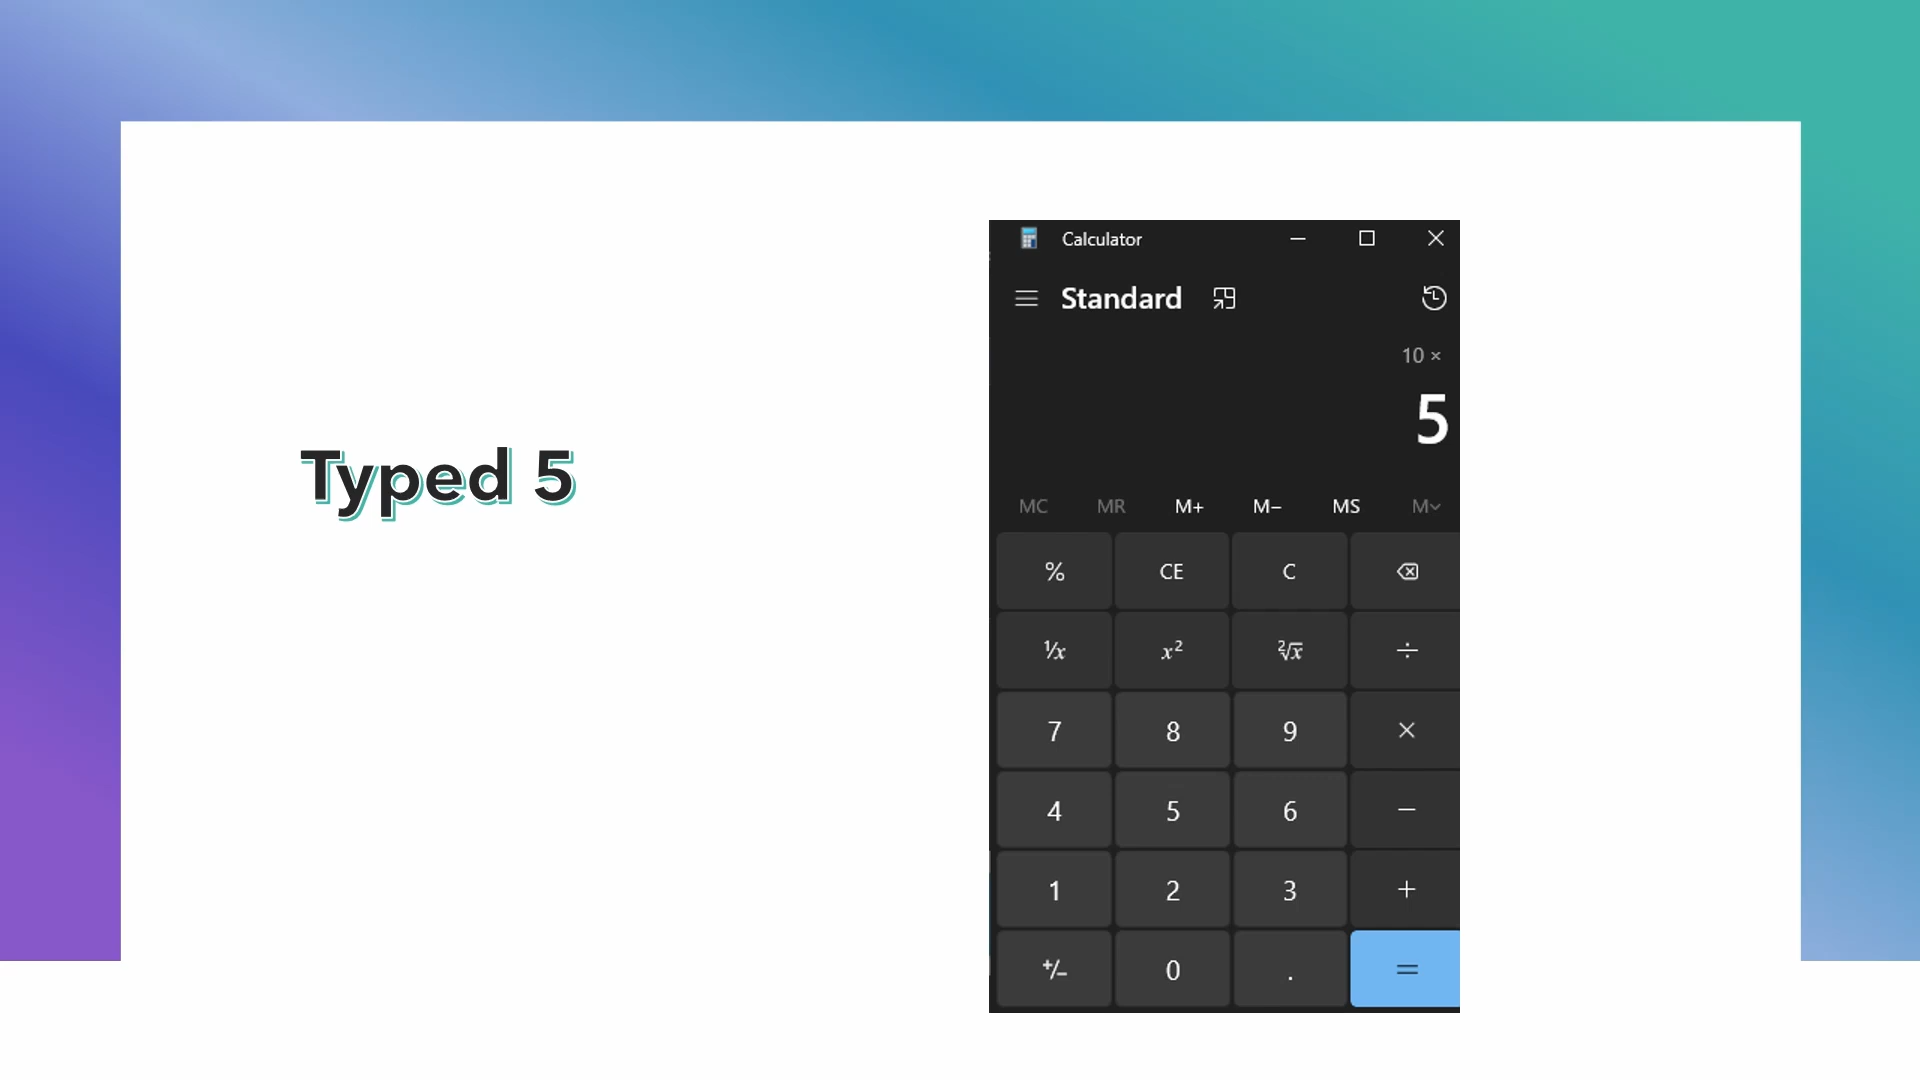 Typed 5
Calculator
Standard
10 ×
5
MC MR M+ M− MS M
% CE C
⅟x x² ²√x ÷
7 8 9 ×
4 5 6 −
1 2 3 +
+/− 0 . =